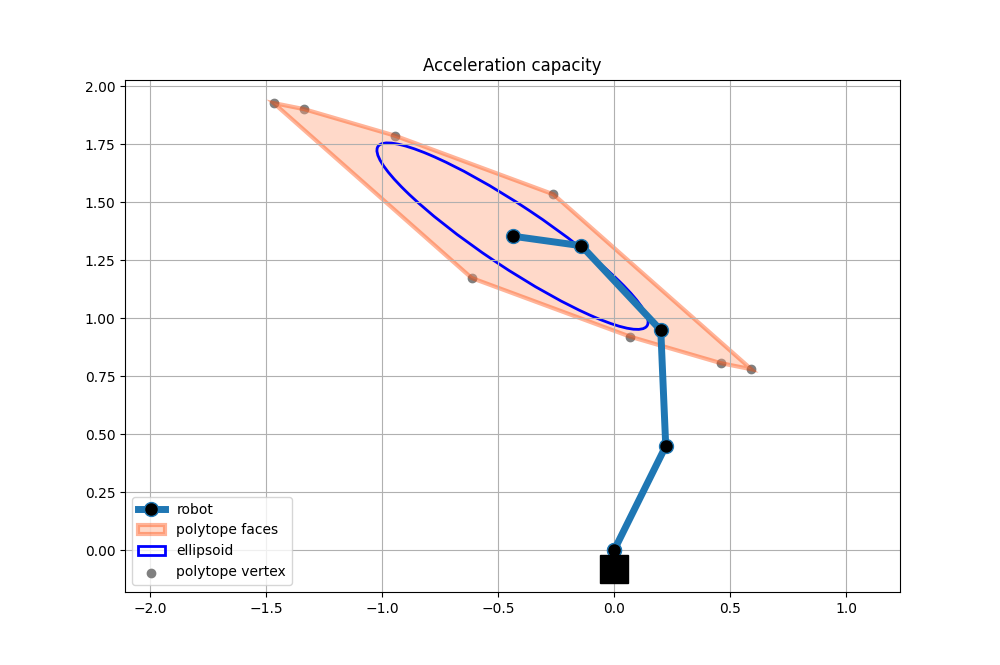 Acceleration capacity
2.00
1.75
1.50
1.25
1.00
0.75
0.50
0.25
0.00
robot
polytope faces
ellipsoid
polytope vertex
−2.0 −1.5 −1.0 −0.5 0.0 0.5 1.0